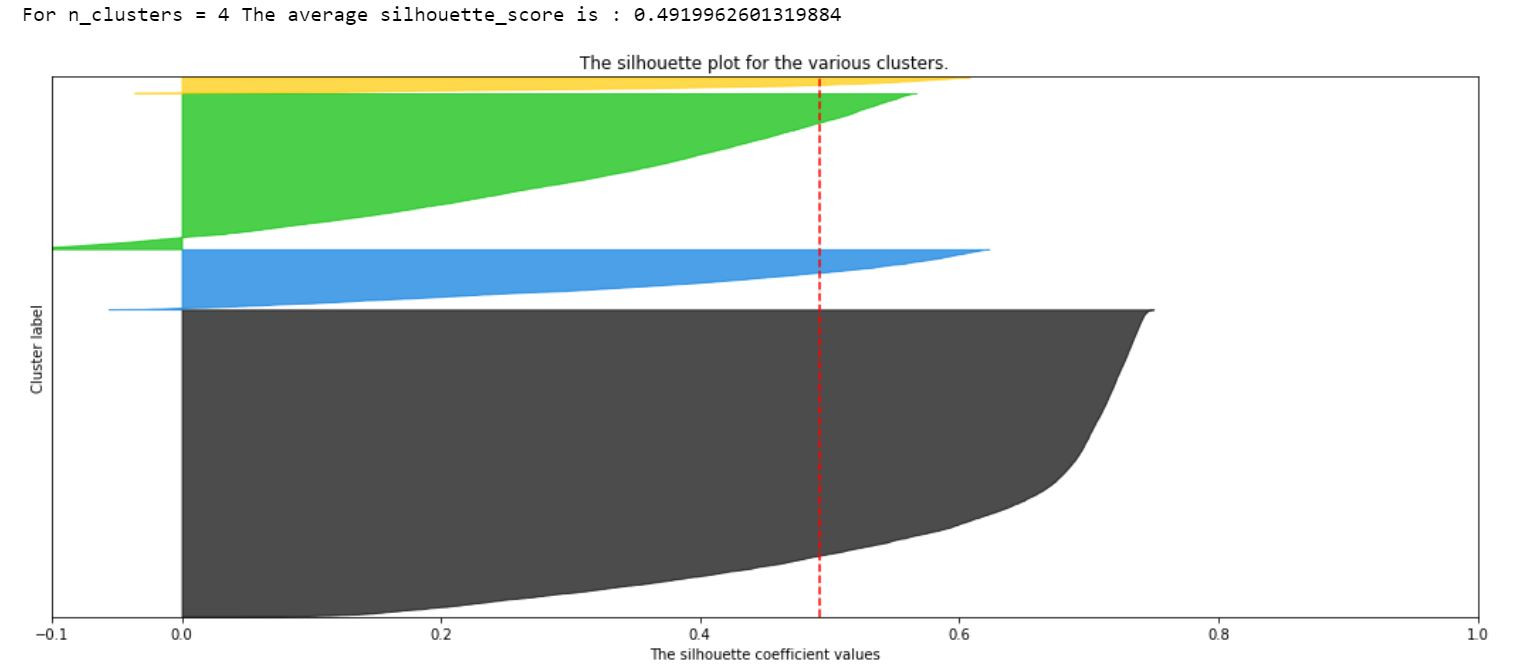 For n_clusters = 4 The average silhouette_score is : 0.4919962601319884
The silhouette plot for the various clusters.
Cluster label
−0.1 0.0 0.2 0.4 0.6 0.8 1.0
The silhouette coefficient values